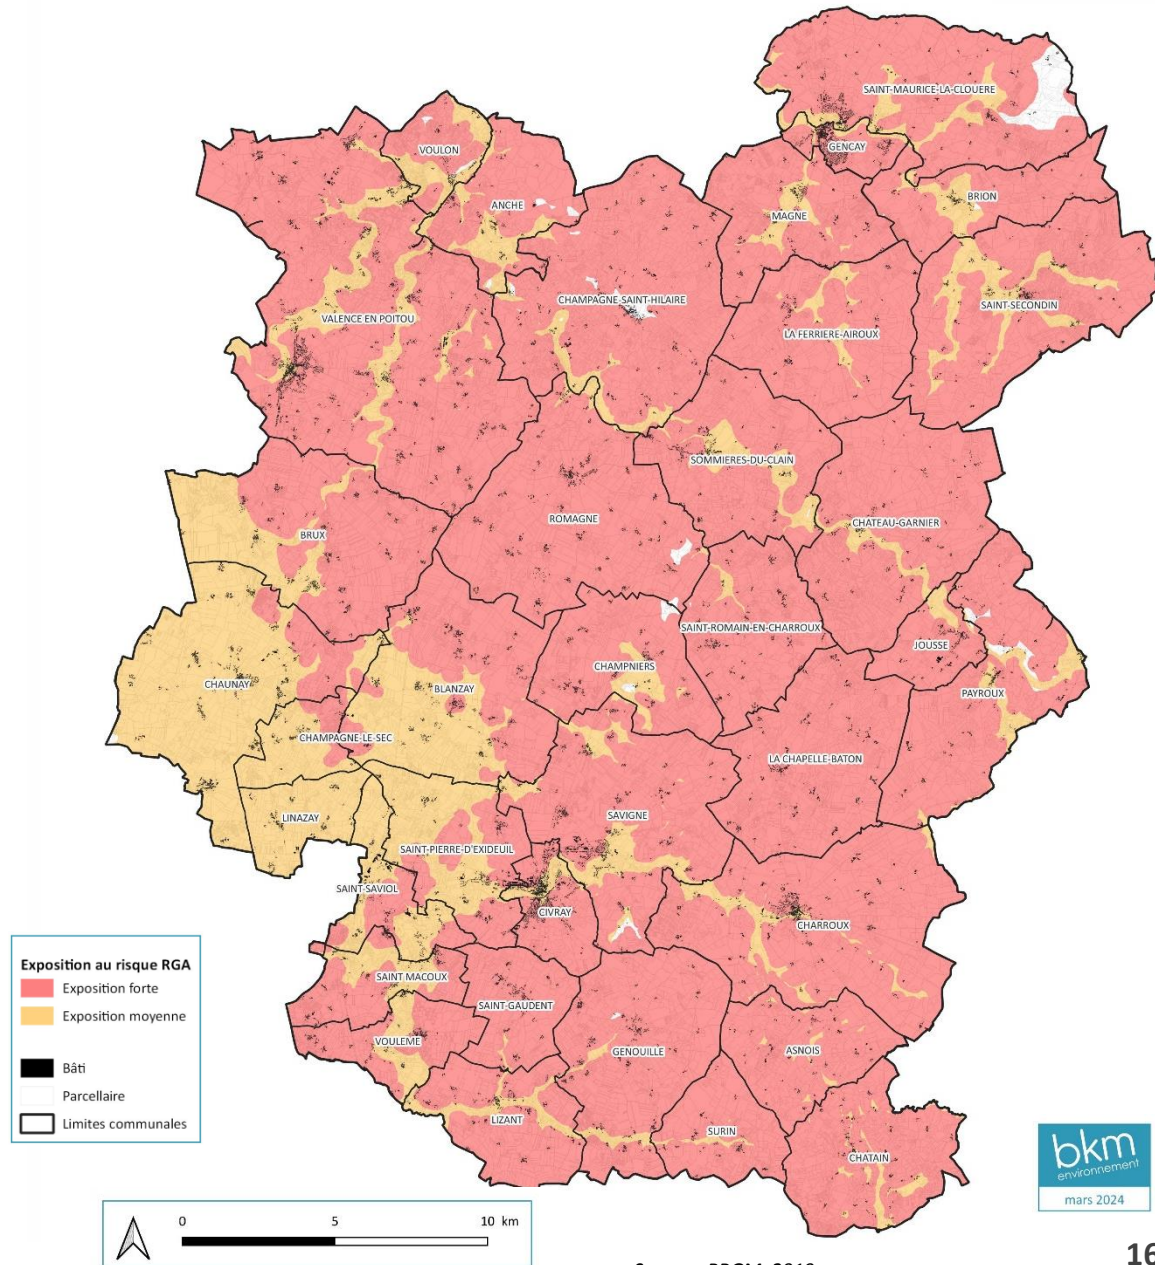 SAINT-MAURICE-LA-CLOUERE
GENCAY
VOULON
ANCHE
BRION
MAGNE
CHAMPAGNE-SAINT-HILAIRE
SAINT-SECONDIN
VALENCE EN POITOU
LA FERRIERE-AIROUX
SOMMIERES-DU-CLAIN
ROMAGNE
CHATEAU-GARNIER
BRUX
SAINT-ROMAIN-EN-CHARROUX
JOUSSE
CHAMPNIERS
CHAUNAY
BLANZAY
PAYROUX
CHAMPAGNE-LE-SEC
LA CHAPELLE-BATON
LINAZAY
SAVIGNE
SAINT-PIERRE-D'EXIDEUIL
SAINT-SAVIOL
CIVRAY
CHARROUX
SAINT MACOUX
SAINT-GAUDENT
VOULEME
GENOUILLE
ASNOIS
LIZANT
SURIN
CHATAIN
Exposition au risque RGA
Exposition forte
Exposition moyenne
Bâti
Parcellaire
Limites communales
bkm
environnement
mars 2024
0 5 10 km
16